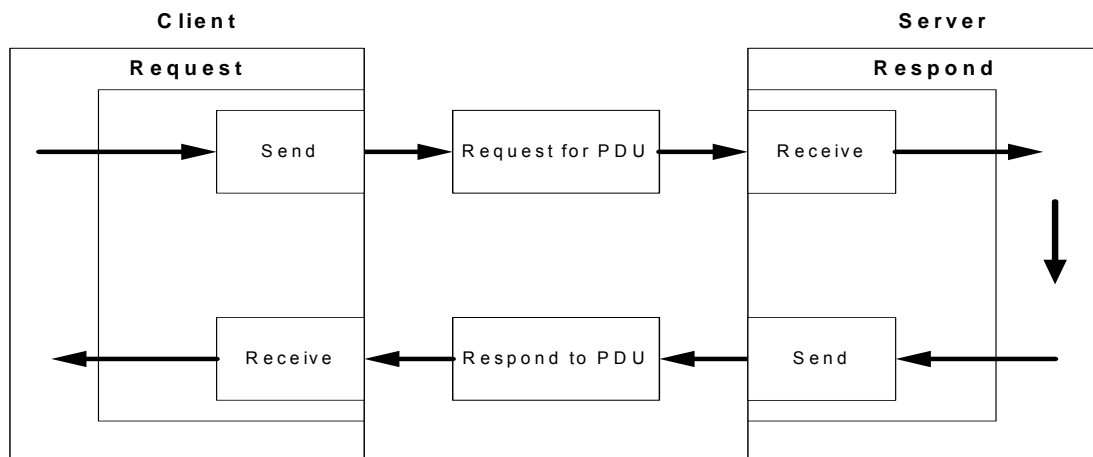 Client
Server
Request
Respond
Send
Request for PDU
Receive
Receive
Respond to PDU
Send